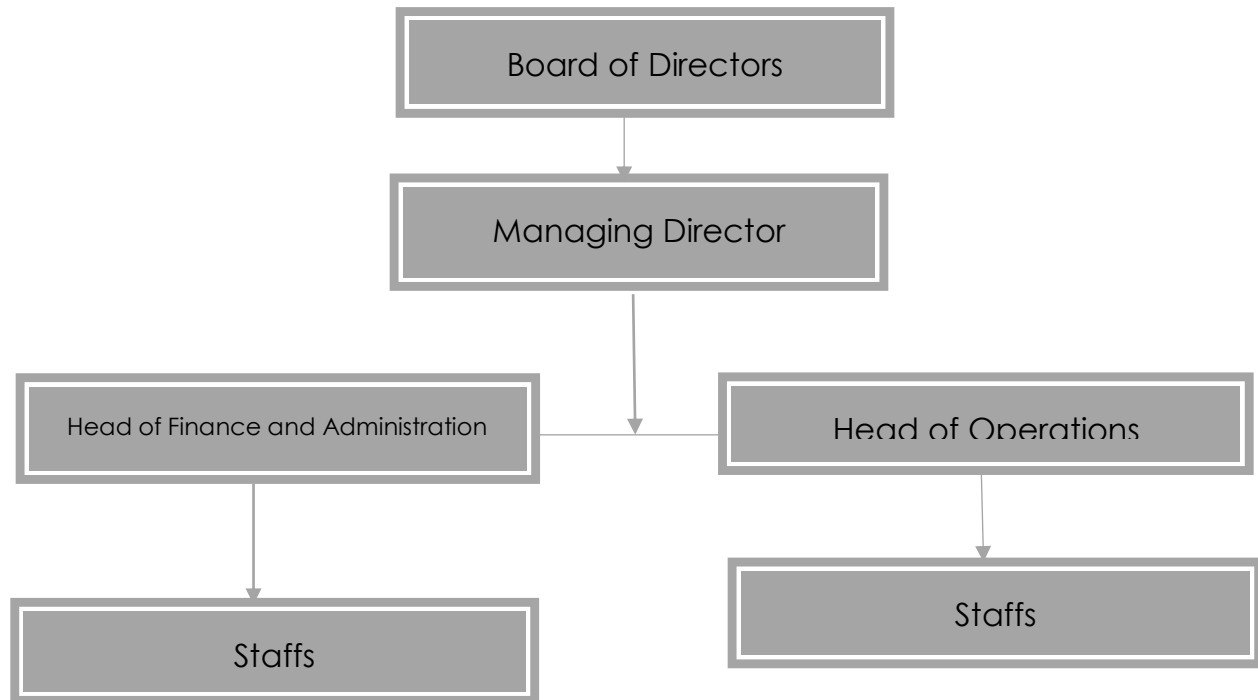 Board of Directors
Managing Director
Head of Finance and Administration
Head of Operations
Staffs
Staffs